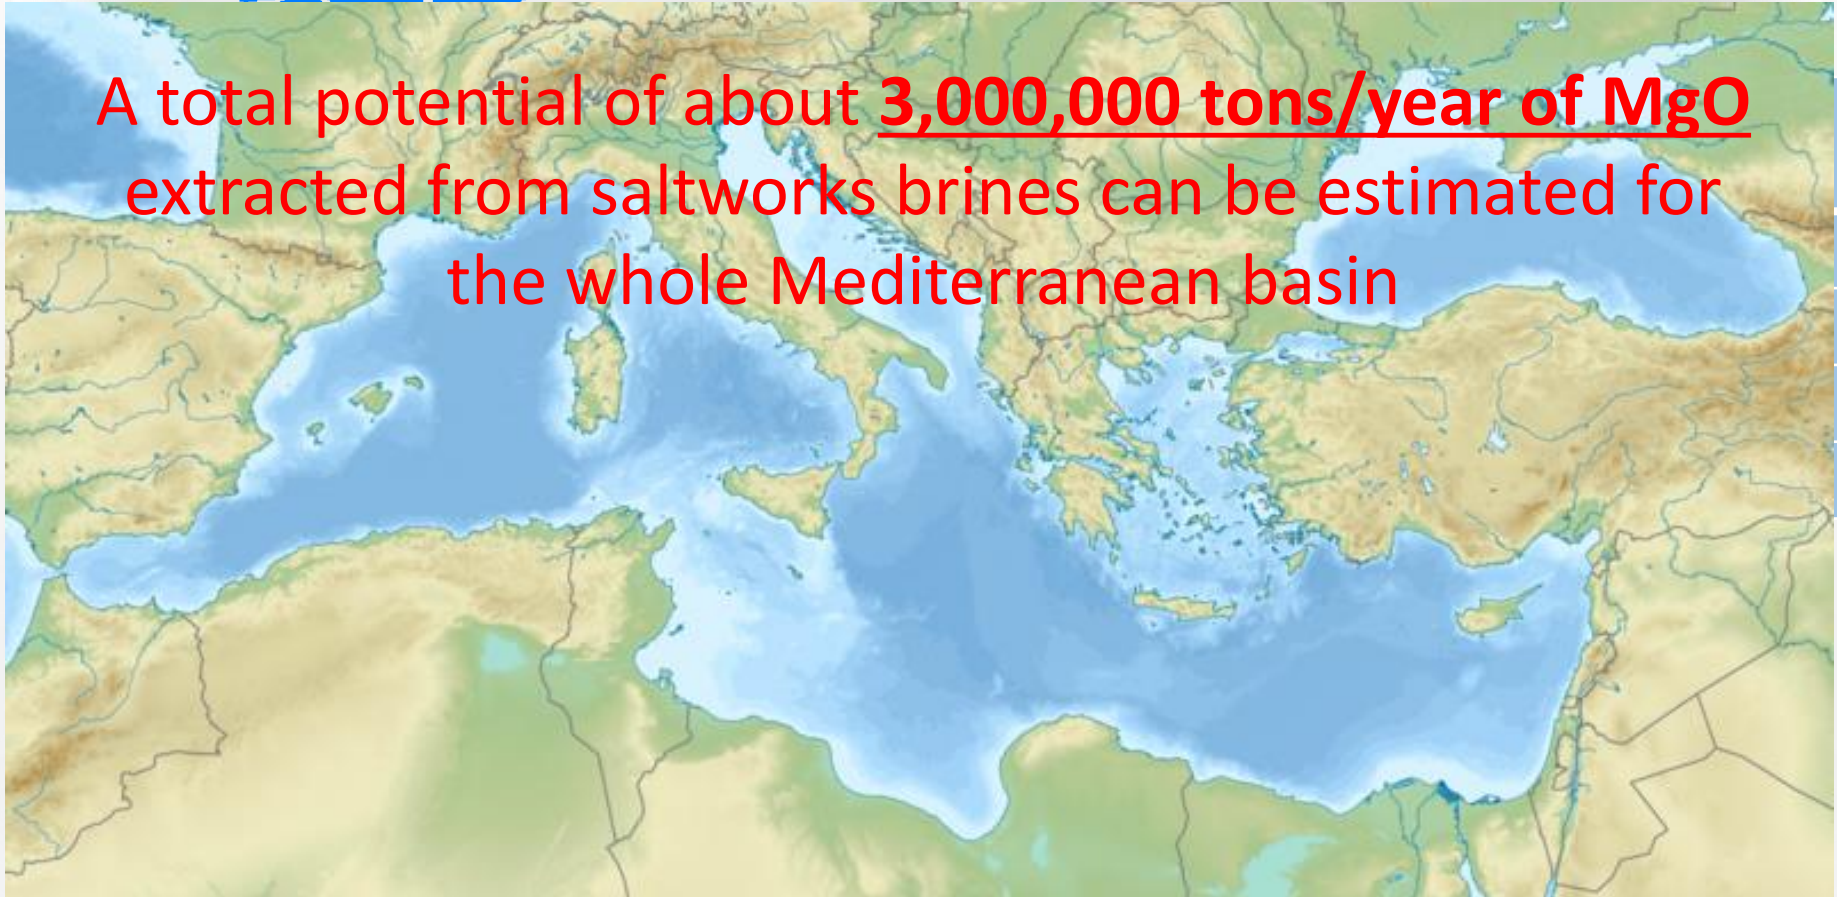 A total potential of about 3,000,000 tons/year of MgO
extracted from saltworks brines can be estimated for
the whole Mediterranean basin